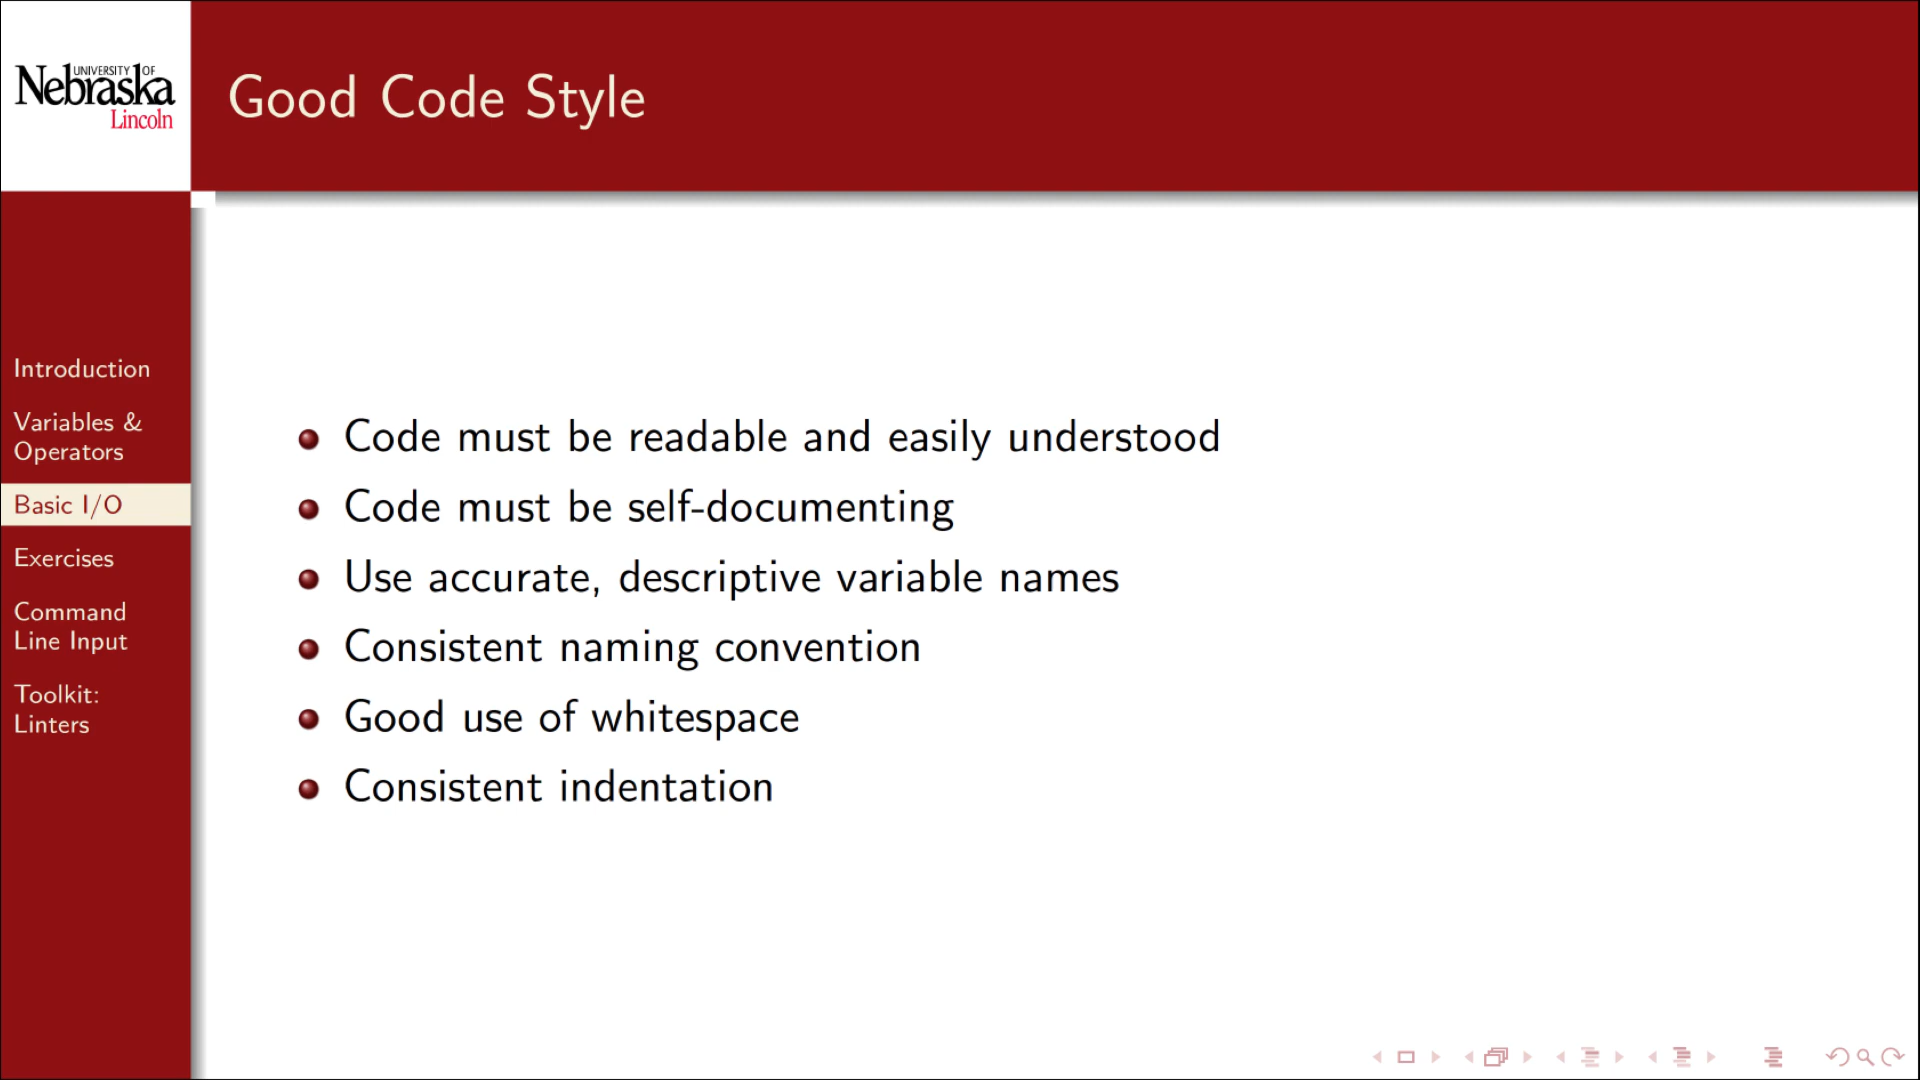 UNIVERSITY OF
Nebraska
Lincoln
Good Code Style
Introduction
Variables &
Operators
Basic I/O
Exercises
Command
Line Input
Toolkit:
Linters
Code must be readable and easily understood
Code must be self-documenting
Use accurate, descriptive variable names
Consistent naming convention
Good use of whitespace
Consistent indentation